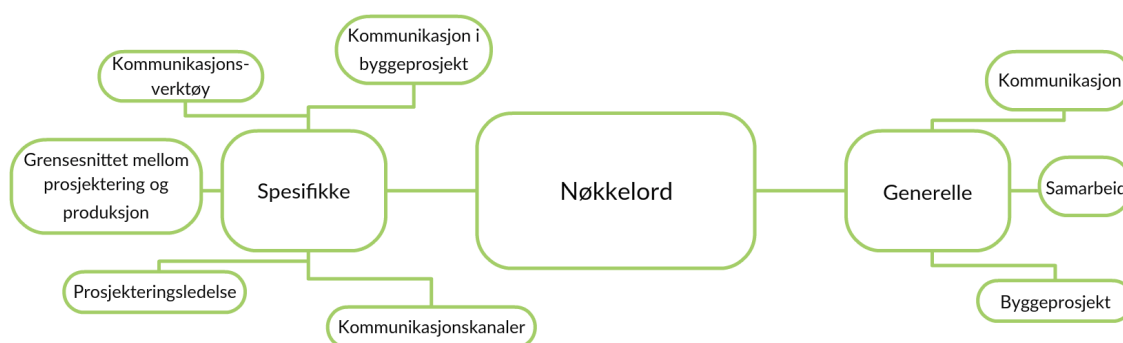 Kommunikasjon i
byggeprosjekt
Kommunikasjons-
verktøy
Grensesnittet mellom
prosjektering og
produksjon
Spesifikke
Prosjekteringsledelse
Kommunikasjonskanaler
Nøkkelord
Generelle
Kommunikasjon
Samarbeid
Byggeprosjekt